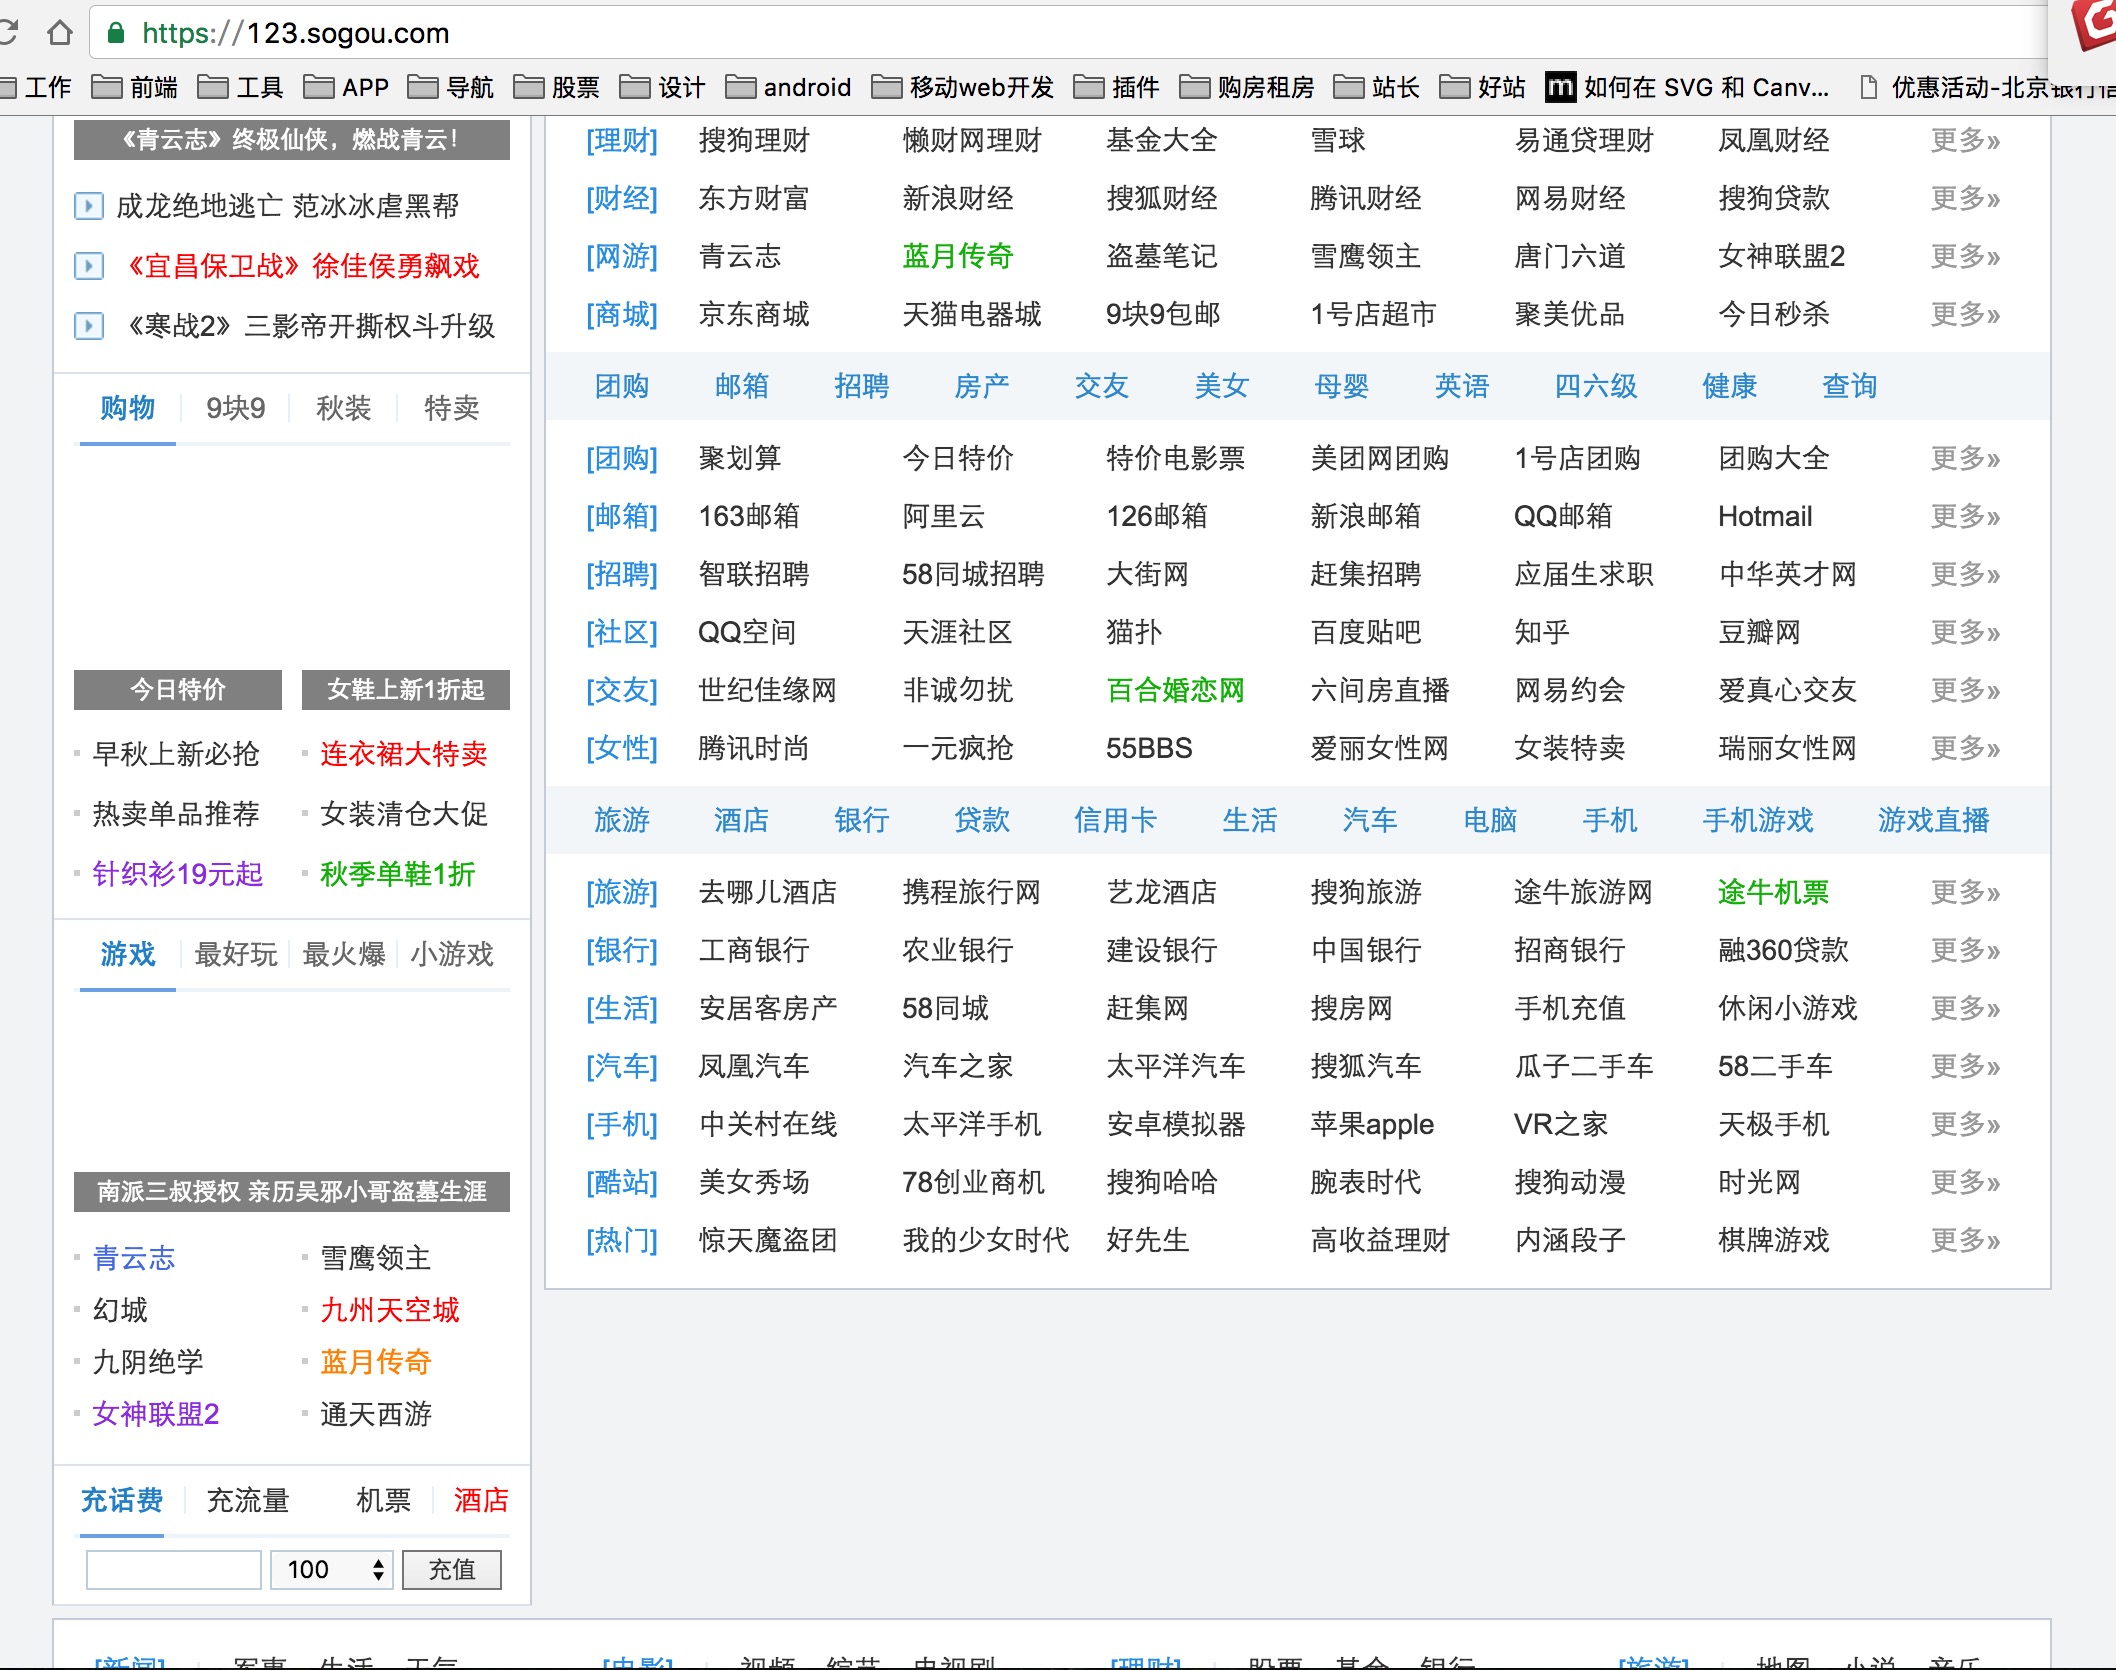 https://123.sogou.com
工作 前端 工具 APP 导航 股票 设计 android 移动web开发 插件 购房租房 站长 好站 如何在 SVG 和 Canv... 优惠活动-北京银行信
《青云志》终极仙侠，燃战青云！
成龙绝地逃亡 范冰冰虐黑帮
《宜昌保卫战》徐佳侯勇飙戏
《寒战2》三影帝开撕权斗升级
购物 9块9 秋装 特卖
今日特价 女鞋上新1折起
早秋上新必抢 连衣裙大特卖
热卖单品推荐 女装清仓大促
针织衫19元起 秋季单鞋1折
游戏 最好玩 最火爆 小游戏
南派三叔授权 亲历吴邪小哥盗墓生涯
青云志 雪鹰领主
幻城 九州天空城
九阴绝学 蓝月传奇
女神联盟2 通天西游
充话费 充流量 机票 酒店
100 充值
[理财] 搜狗理财 懒财网理财 基金大全 雪球 易通贷理财 凤凰财经 更多»
[财经] 东方财富 新浪财经 搜狐财经 腾讯财经 网易财经 搜狗贷款 更多»
[网游] 青云志 蓝月传奇 盗墓笔记 雪鹰领主 唐门六道 女神联盟2 更多»
[商城] 京东商城 天猫电器城 9块9包邮 1号店超市 聚美优品 今日秒杀 更多»
团购 邮箱 招聘 房产 交友 美女 母婴 英语 四六级 健康 查询
[团购] 聚划算 今日特价 特价电影票 美团网团购 1号店团购 团购大全 更多»
[邮箱] 163邮箱 阿里云 126邮箱 新浪邮箱 QQ邮箱 Hotmail 更多»
[招聘] 智联招聘 58同城招聘 大街网 赶集招聘 应届生求职 中华英才网 更多»
[社区] QQ空间 天涯社区 猫扑 百度贴吧 知乎 豆瓣网 更多»
[交友] 世纪佳缘网 非诚勿扰 百合婚恋网 六间房直播 网易约会 爱真心交友 更多»
[女性] 腾讯时尚 一元疯抢 55BBS 爱丽女性网 女装特卖 瑞丽女性网 更多»
旅游 酒店 银行 贷款 信用卡 生活 汽车 电脑 手机 手机游戏 游戏直播
[旅游] 去哪儿酒店 携程旅行网 艺龙酒店 搜狗旅游 途牛旅游网 途牛机票 更多»
[银行] 工商银行 农业银行 建设银行 中国银行 招商银行 融360贷款 更多»
[生活] 安居客房产 58同城 赶集网 搜房网 手机充值 休闲小游戏 更多»
[汽车] 凤凰汽车 汽车之家 太平洋汽车 搜狐汽车 瓜子二手车 58二手车 更多»
[手机] 中关村在线 太平洋手机 安卓模拟器 苹果apple VR之家 天极手机 更多»
[酷站] 美女秀场 78创业商机 搜狗哈哈 腕表时代 搜狗动漫 时光网 更多»
[热门] 惊天魔盗团 我的少女时代 好先生 高收益理财 内涵段子 棋牌游戏 更多»
[新闻] 军事 生活 天气 [电影] 视频 综艺 电视剧 [理财] 股票 基金 银行 [旅游] 地图 小说 音乐